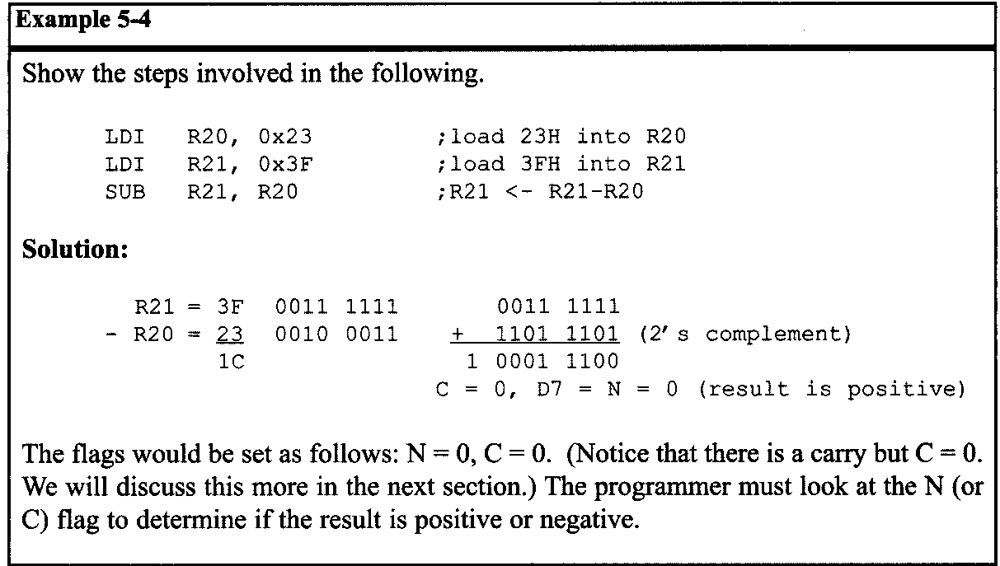 Example 5-4
Show the steps involved in the following.
LDI R20, 0x23 ;load 23H into R20
LDI R21, 0x3F ;load 3FH into R21
SUB R21, R20 ;R21 <- R21-R20
Solution:
R21 = 3F 0011 1111 0011 1111
- R20 = 23 0010 0011 + 1101 1101 (2's complement)
1C 1 0001 1100
C = 0, D7 = N = 0 (result is positive)
The flags would be set as follows: N = 0, C = 0. (Notice that there is a carry but C = 0.
We will discuss this more in the next section.) The programmer must look at the N (or
C) flag to determine if the result is positive or negative.